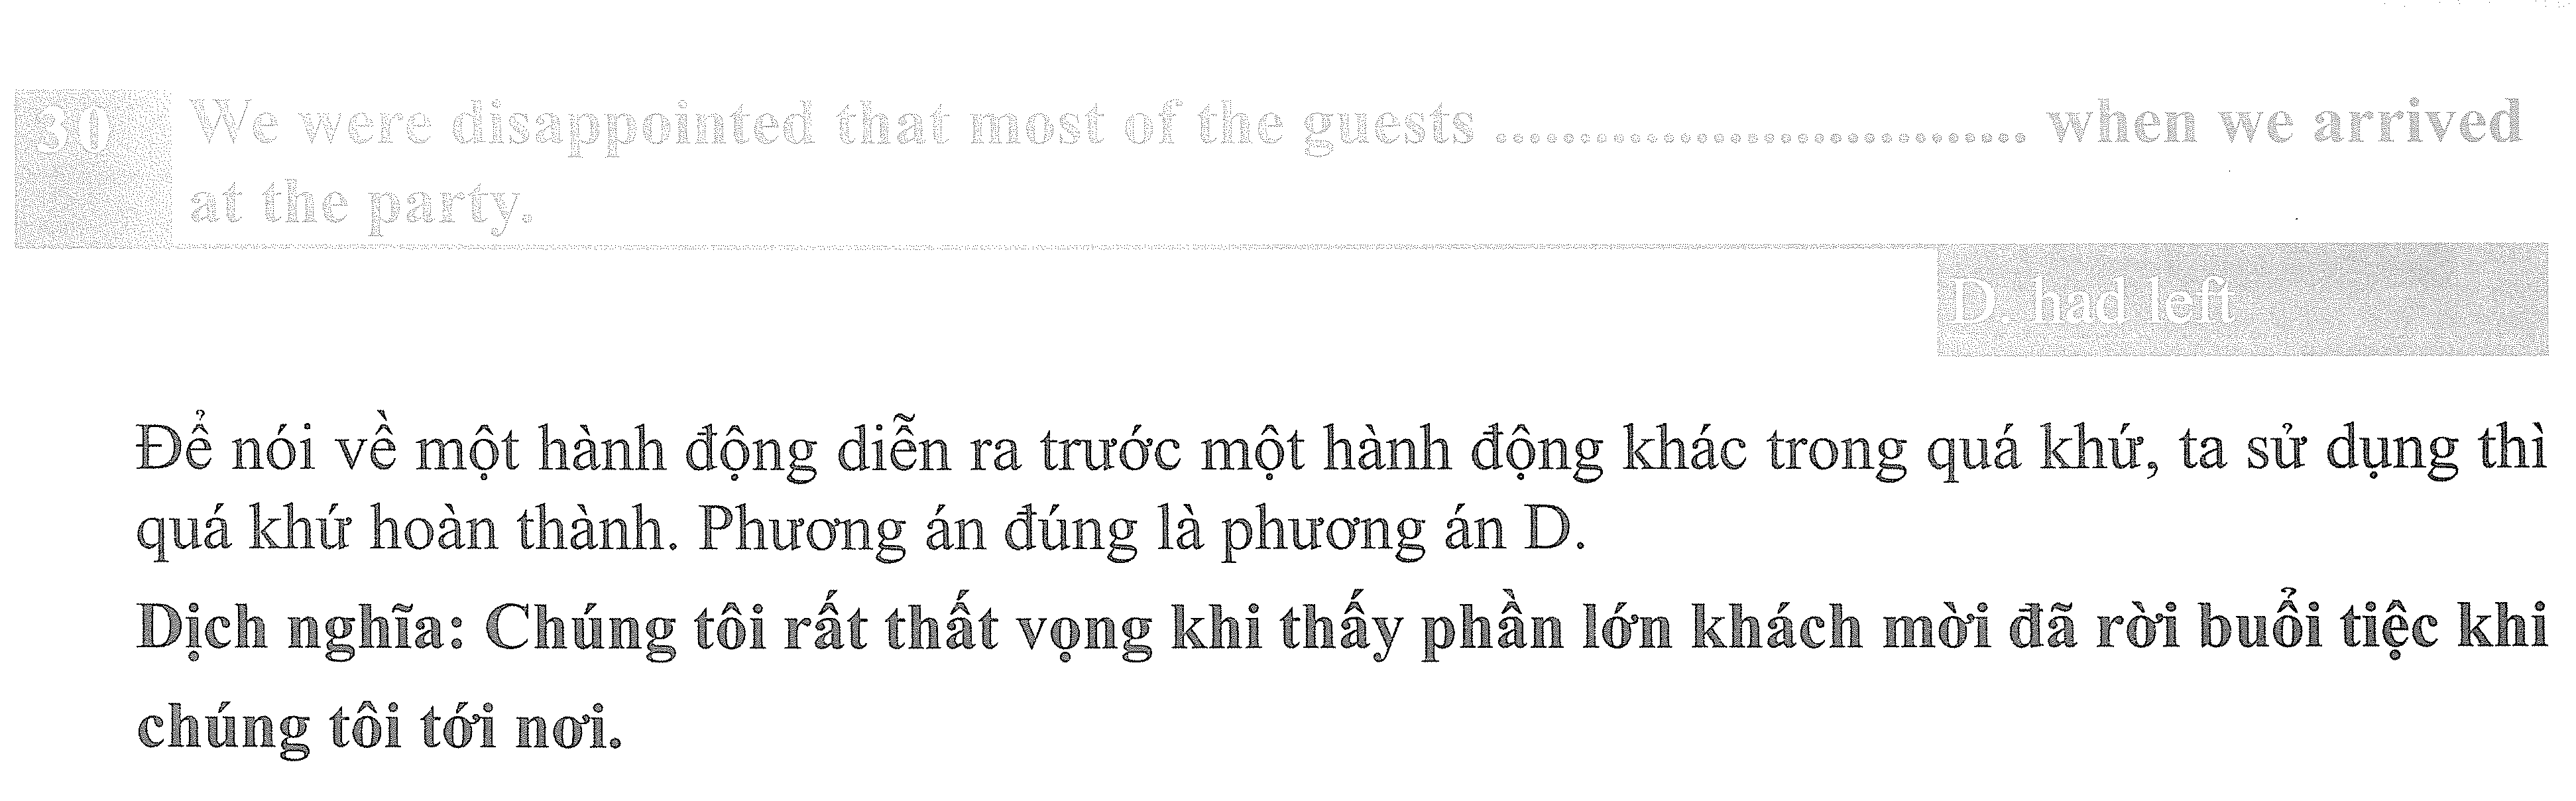 30 We were disappointed that most of the guests ................................ when we arrived
at the party.
D. had left
Để nói về một hành động diễn ra trước một hành động khác trong quá khứ, ta sử dụng thì
quá khứ hoàn thành. Phương án đúng là phương án D.
Dịch nghĩa: Chúng tôi rất thất vọng khi thấy phần lớn khách mời đã rời buổi tiệc khi
chúng tôi tới nơi.